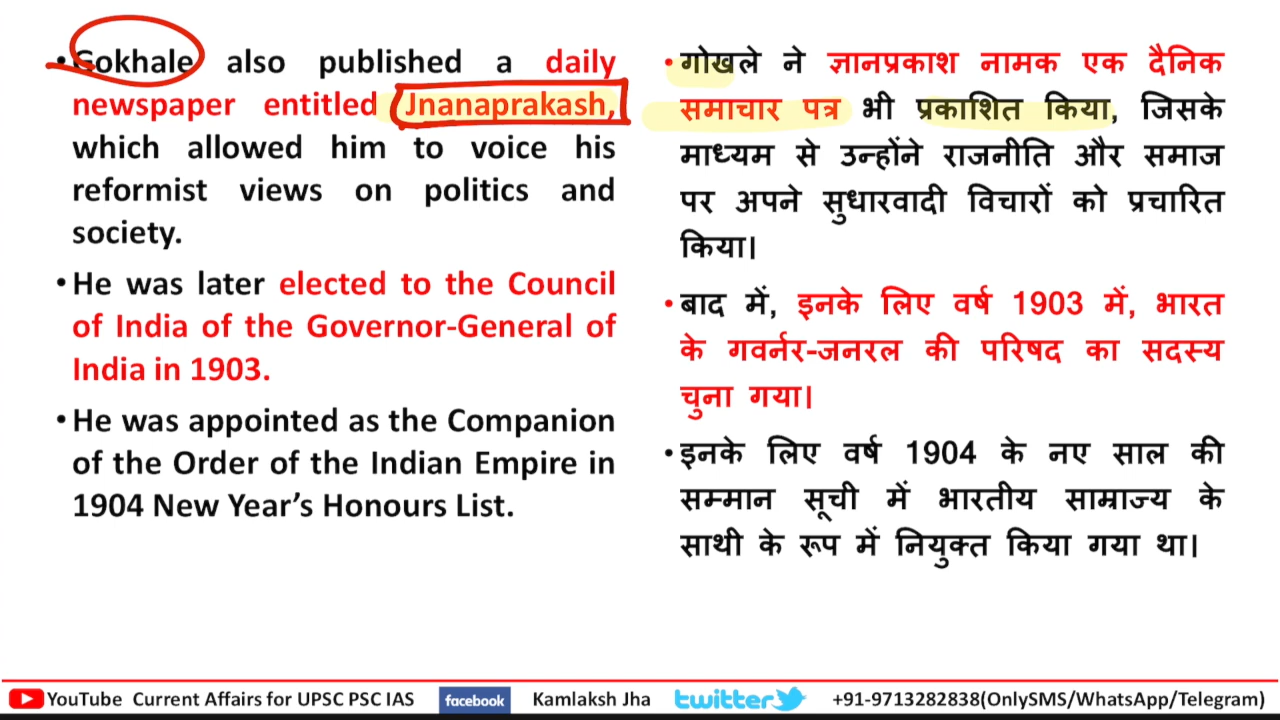 • Gokhale also published a daily
newspaper entitled Jnanaprakash,
which allowed him to voice his
reformist views on politics and
society.
• He was later elected to the Council
of India of the Governor-General of
India in 1903.
• He was appointed as the Companion
of the Order of the Indian Empire in
1904 New Year’s Honours List.
• गोखले ने ज्ञानप्रकाश नामक एक दैनिक
समाचार पत्र भी प्रकाशित किया, जिसके
माध्यम से उन्होंने राजनीति और समाज
पर अपने सुधारवादी विचारों को प्रचारित
किया।
• बाद में, इनके लिए वर्ष 1903 में, भारत
के गवर्नर-जनरल की परिषद का सदस्य
चुना गया।
• इनके लिए वर्ष 1904 के नए साल की
सम्मान सूची में भारतीय साम्राज्य के
साथी के रूप में नियुक्त किया गया था।
YouTube Current Affairs for UPSC PSC IAS facebook Kamlaksh Jha twitter +91-9713282838(OnlySMS/WhatsApp/Telegram)